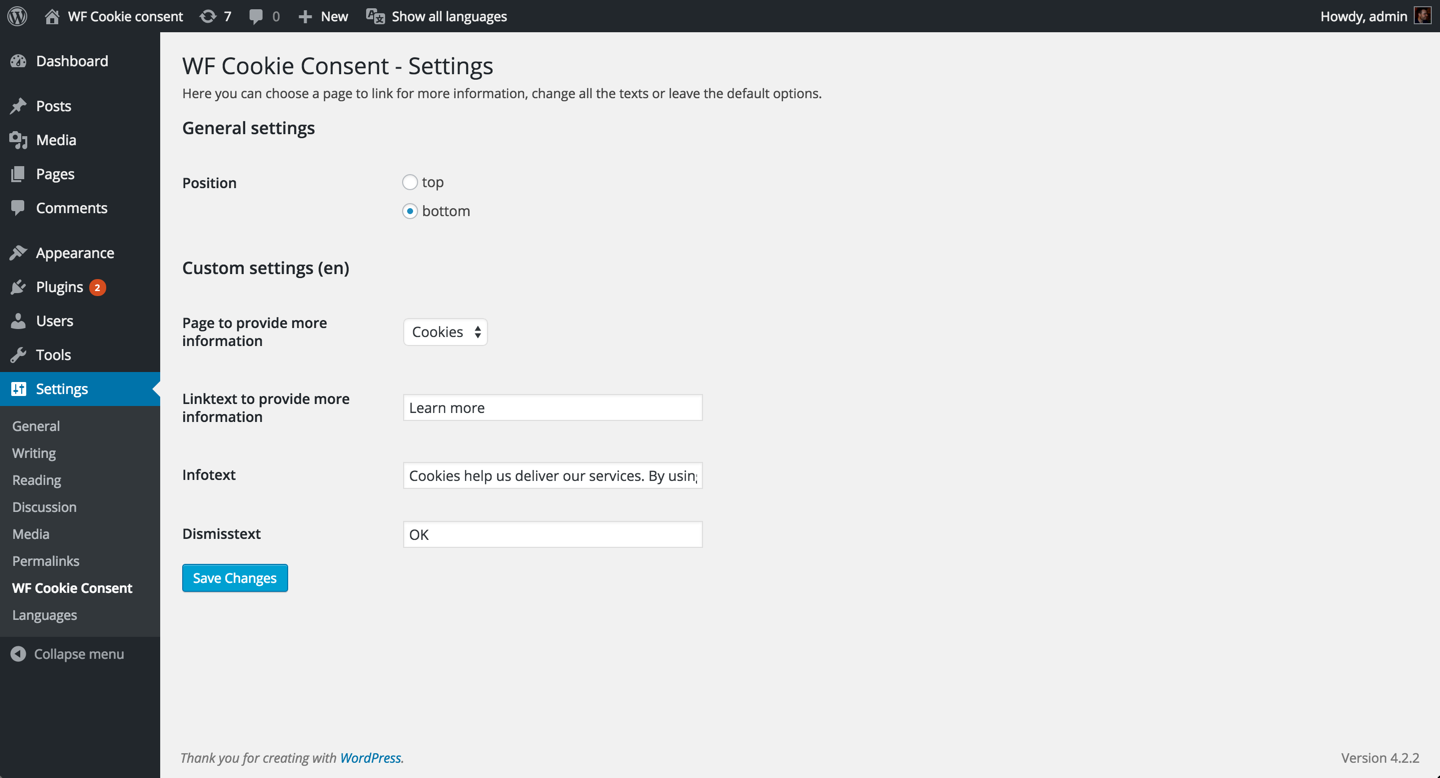 WF Cookie Consent 7 0 New Show all languages Howdy, admin
Dashboard
Posts
Media
Pages
Comments
Appearance
Plugins 2
Users
Tools
Settings
General
Writing
Reading
Discussion
Media
Permalinks
WF Cookie Consent
Languages
Collapse menu
WF Cookie Consent - Settings
Here you can choose a page to link for more information, change all the texts or leave the default options.
General settings
Position
top
bottom
Custom settings (en)
Page to provide more
information
Cookies
Linktext to provide more
information
Learn more
Infotext
Cookies help us deliver our services. By using
Dismisstext
OK
Save Changes
Thank you for creating with WordPress.
Version 4.2.2